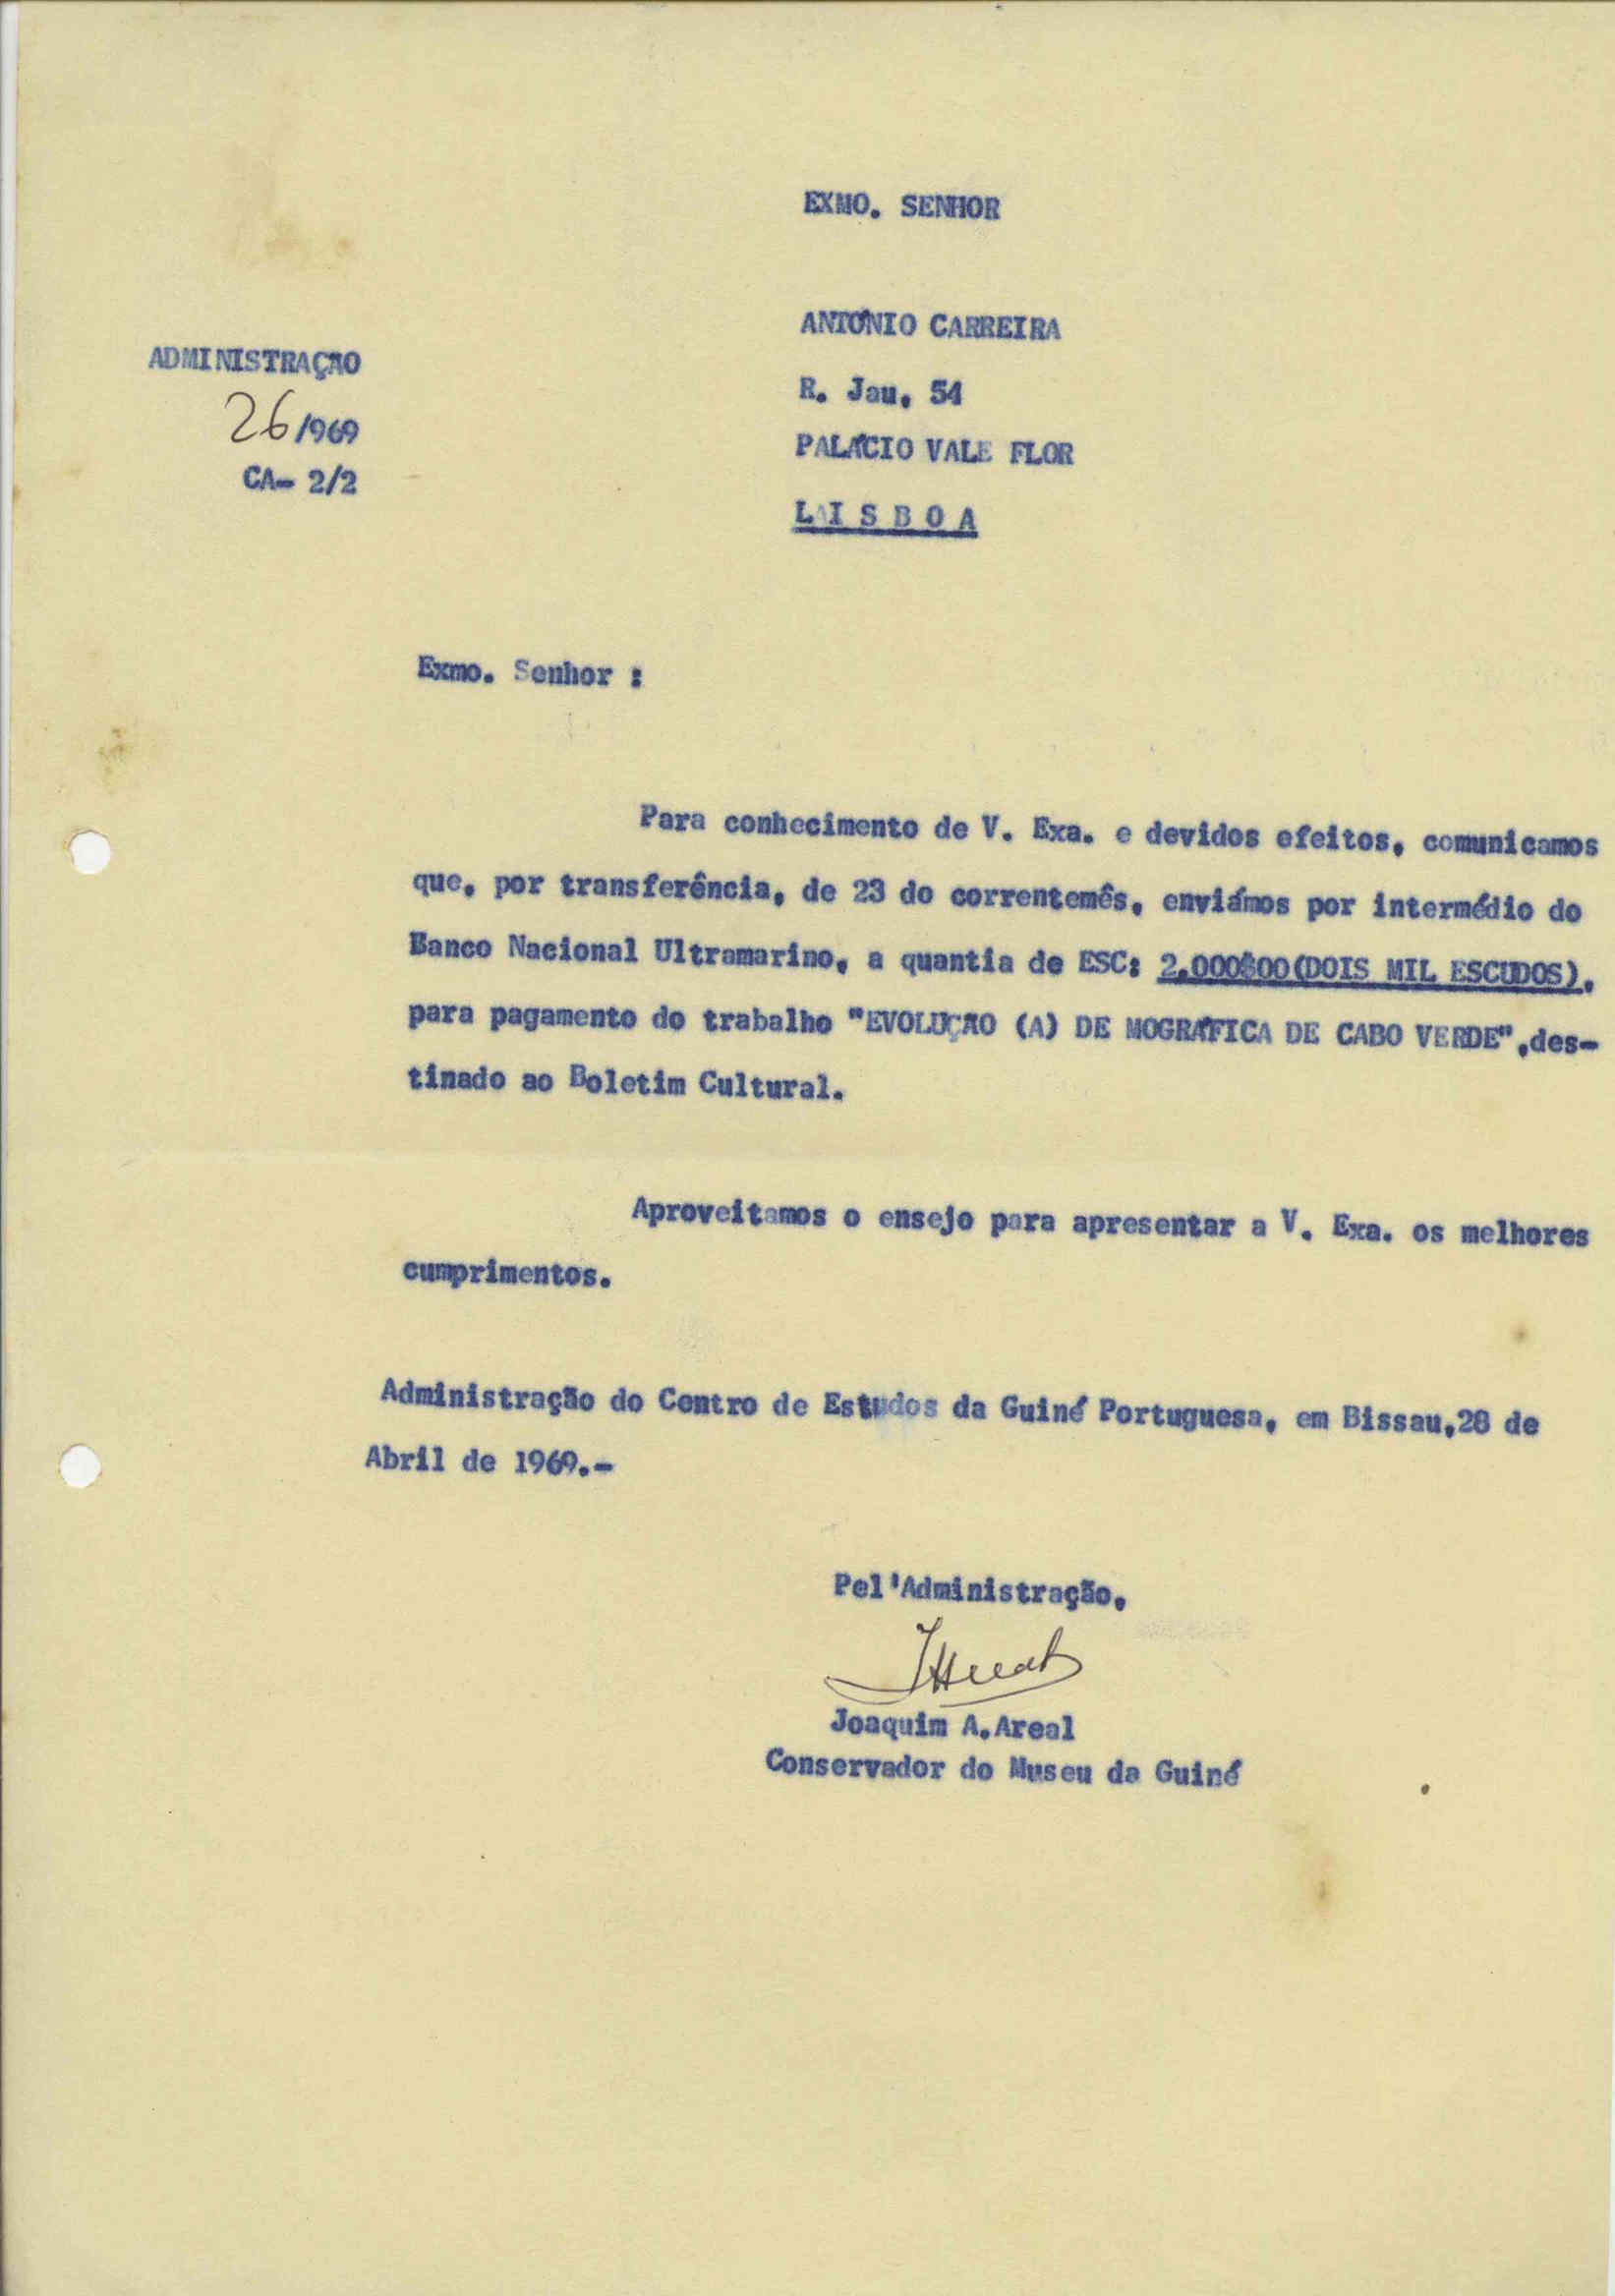 EXMO. SENHOR
ANTÓNIO CARREIRA
ADMINISTRAÇÃO
R. Jau, 54
26/969
PALÁCIO VALE FLOR
CA- 2/2
L I S B O A
Exmo. Senhor :
Para conhecimento de V. Exa. e devidos efeitos, comunicamos
que, por transferência, de 23 do correntemês, enviámos por intermédio do
Banco Nacional Ultramarino, a quantia de ESC: 2.000$00(DOIS MIL ESCUDOS),
para pagamento do trabalho "EVOLUÇÃO (A) DE MOGRÁFICA DE CABO VERDE",des-
tinado ao Boletim Cultural.
Aproveitamos o ensejo para apresentar a V. Exa. os melhores
cumprimentos.
Administração do Centro de Estudos da Guiné Portuguesa, em Bissau,28 de
Abril de 1969.-
Pel'Administração,
Joaquim A.Areal
Conservador do Museu da Guiné